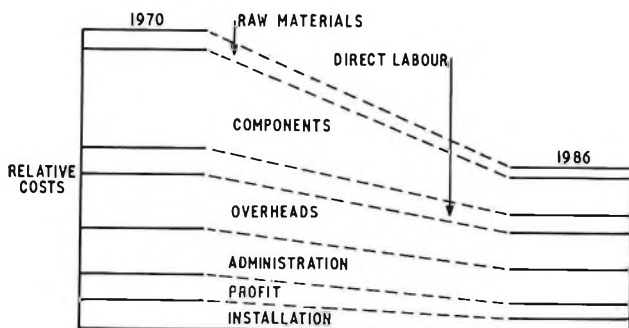 1970
RAW MATERIALS
DIRECT LABOUR
COMPONENTS
1986
RELATIVE
COSTS
OVERHEADS
ADMINISTRATION
PROFIT
INSTALLATION